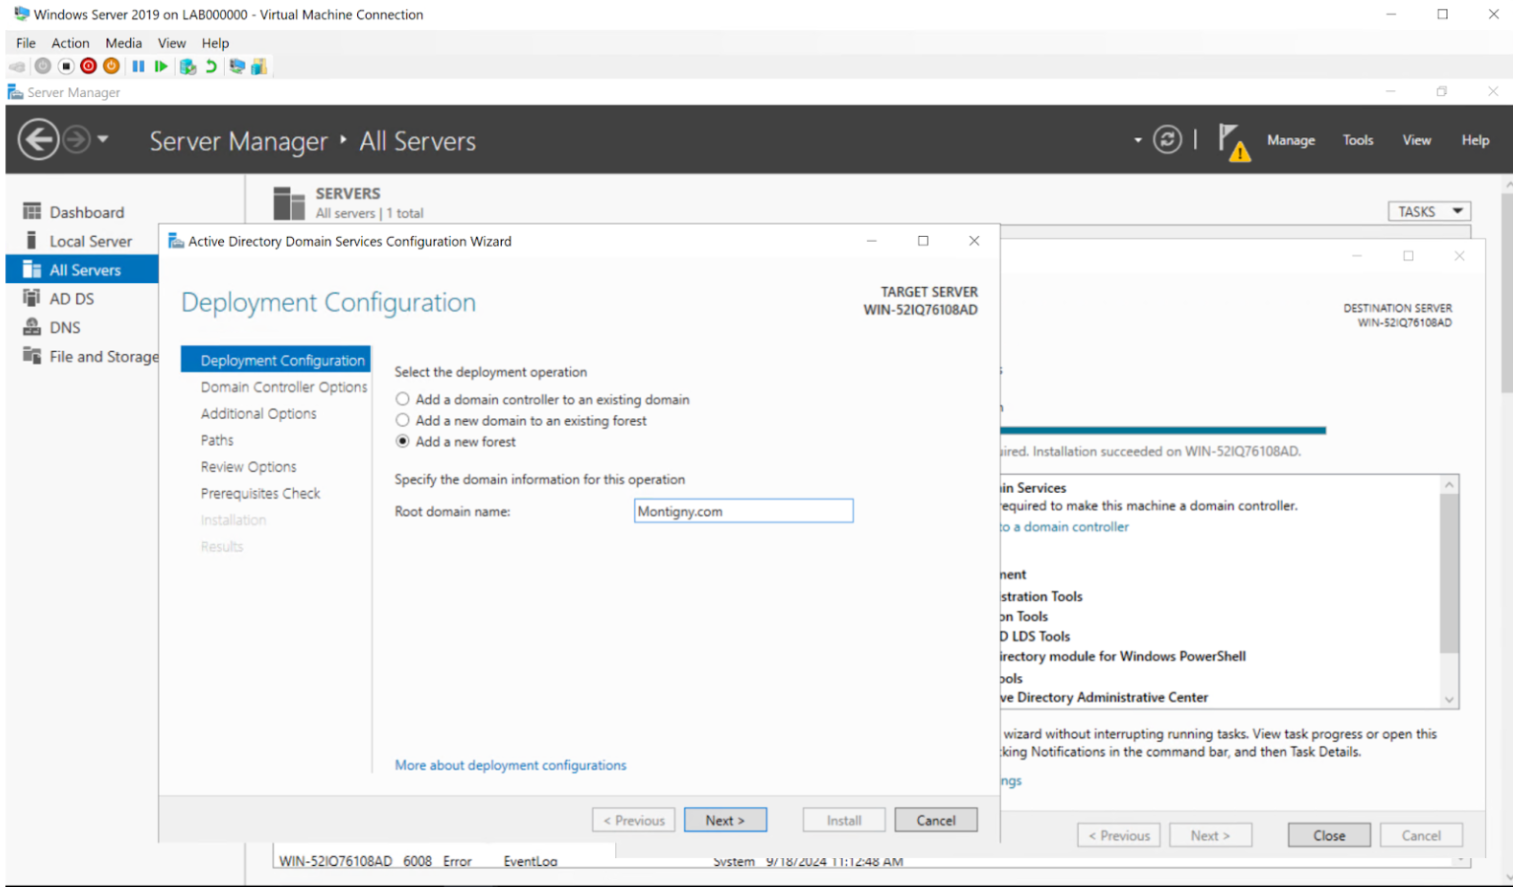 Windows Server 2019 on LAB000000 - Virtual Machine Connection
File Action Media View Help
Server Manager
Server Manager • All Servers
Manage Tools View Help
Dashboard
Local Server
All Servers
AD DS
DNS
File and Storage
SERVERS
All servers | 1 total
TASKS
Active Directory Domain Services Configuration Wizard
Deployment Configuration
TARGET SERVER
WIN-52IQ76108AD
Deployment Configuration
Domain Controller Options
Additional Options
Paths
Review Options
Prerequisites Check
Installation
Results
Select the deployment operation
Add a domain controller to an existing domain
Add a new domain to an existing forest
Add a new forest
Specify the domain information for this operation
Root domain name: Montigny.com
More about deployment configurations
< Previous Next > Install Cancel
DESTINATION SERVER
WIN-52IQ76108AD
Installation succeeded on WIN-52IQ76108AD.
in Services
required to make this machine a domain controller.
to a domain controller
ment
stration Tools
on Tools
D LDS Tools
irectory module for Windows PowerShell
ools
ve Directory Administrative Center
wizard without interrupting running tasks. View task progress or open this
king Notifications in the command bar, and then Task Details.
ngs
< Previous Next > Close Cancel
WIN-52IQ76108AD 6008 Error EventLog System 9/18/2024 11:12:48 AM